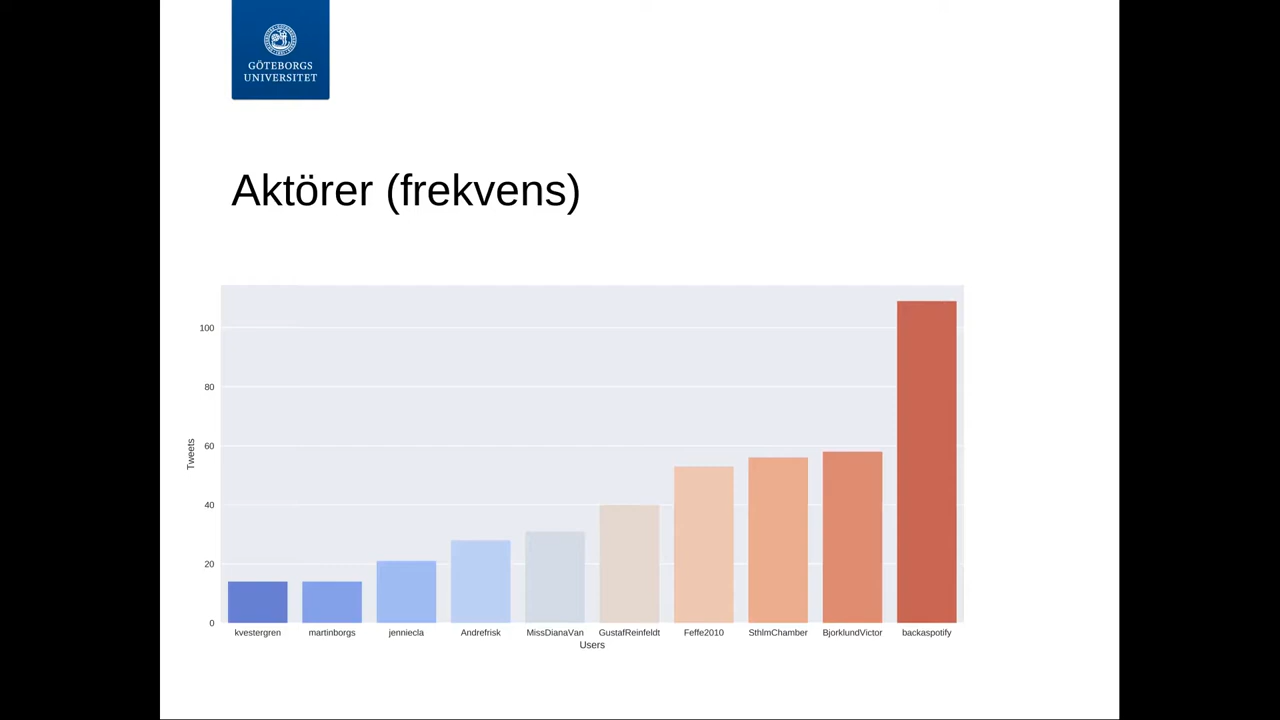 GÖTEBORGS
UNIVERSITET
Aktörer (frekvens)
100
80
60
40
20
0
Tweets
kvestergren martinborgs jenniecla Andrefrisk MissDianaVan GustafReinfeldt Feffe2010 SthlmChamber BjorklundVictor backaspotify
Users